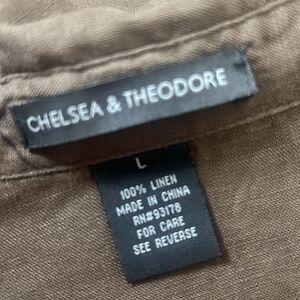 CHELSEA & THEODORE
L
100% LINEN
MADE IN CHINA
RN#93178
FOR CARE
SEE REVERSE